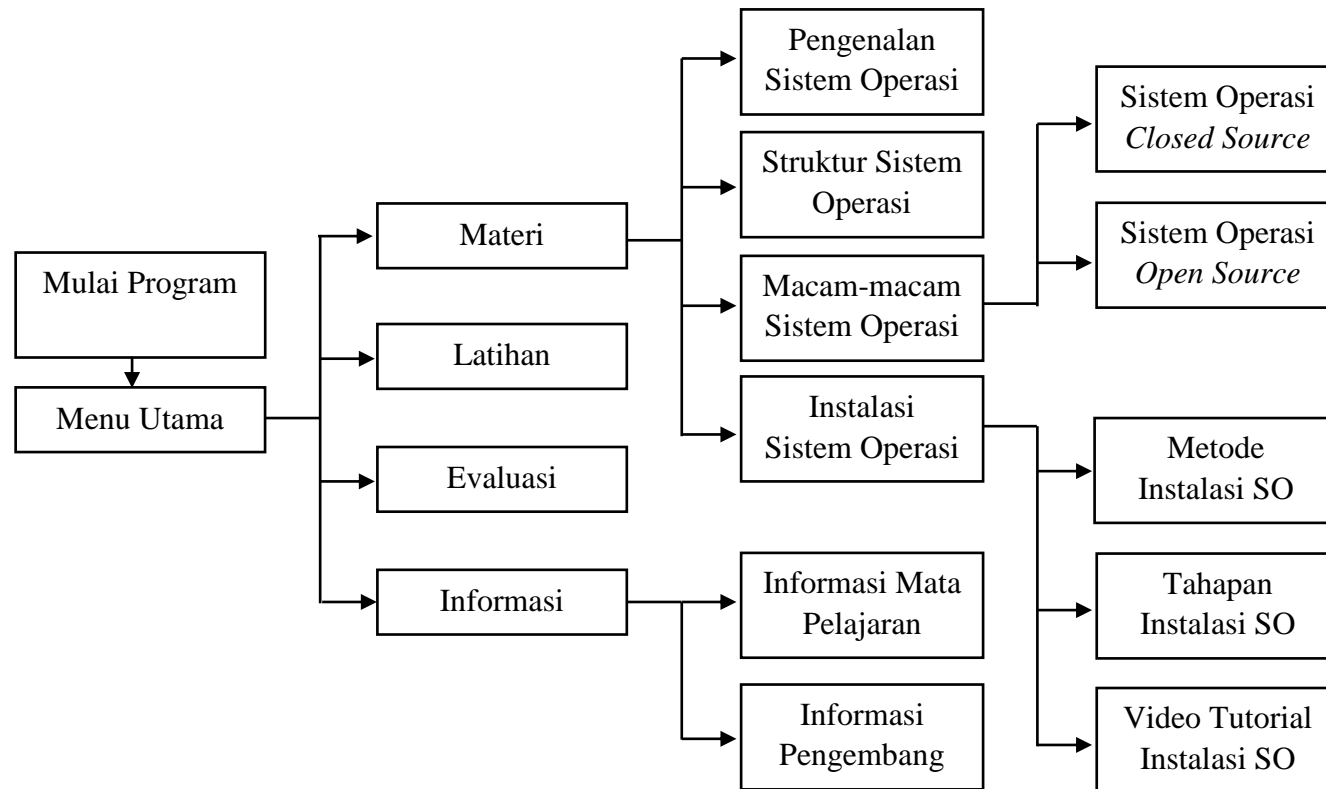 Mulai Program
Menu Utama
Materi
Latihan
Evaluasi
Informasi
Pengenalan
Sistem Operasi
Struktur Sistem
Operasi
Macam-macam
Sistem Operasi
Instalasi
Sistem Operasi
Informasi Mata
Pelajaran
Informasi
Pengembang
Sistem Operasi
Closed Source
Sistem Operasi
Open Source
Metode
Instalasi SO
Tahapan
Instalasi SO
Video Tutorial
Instalasi SO